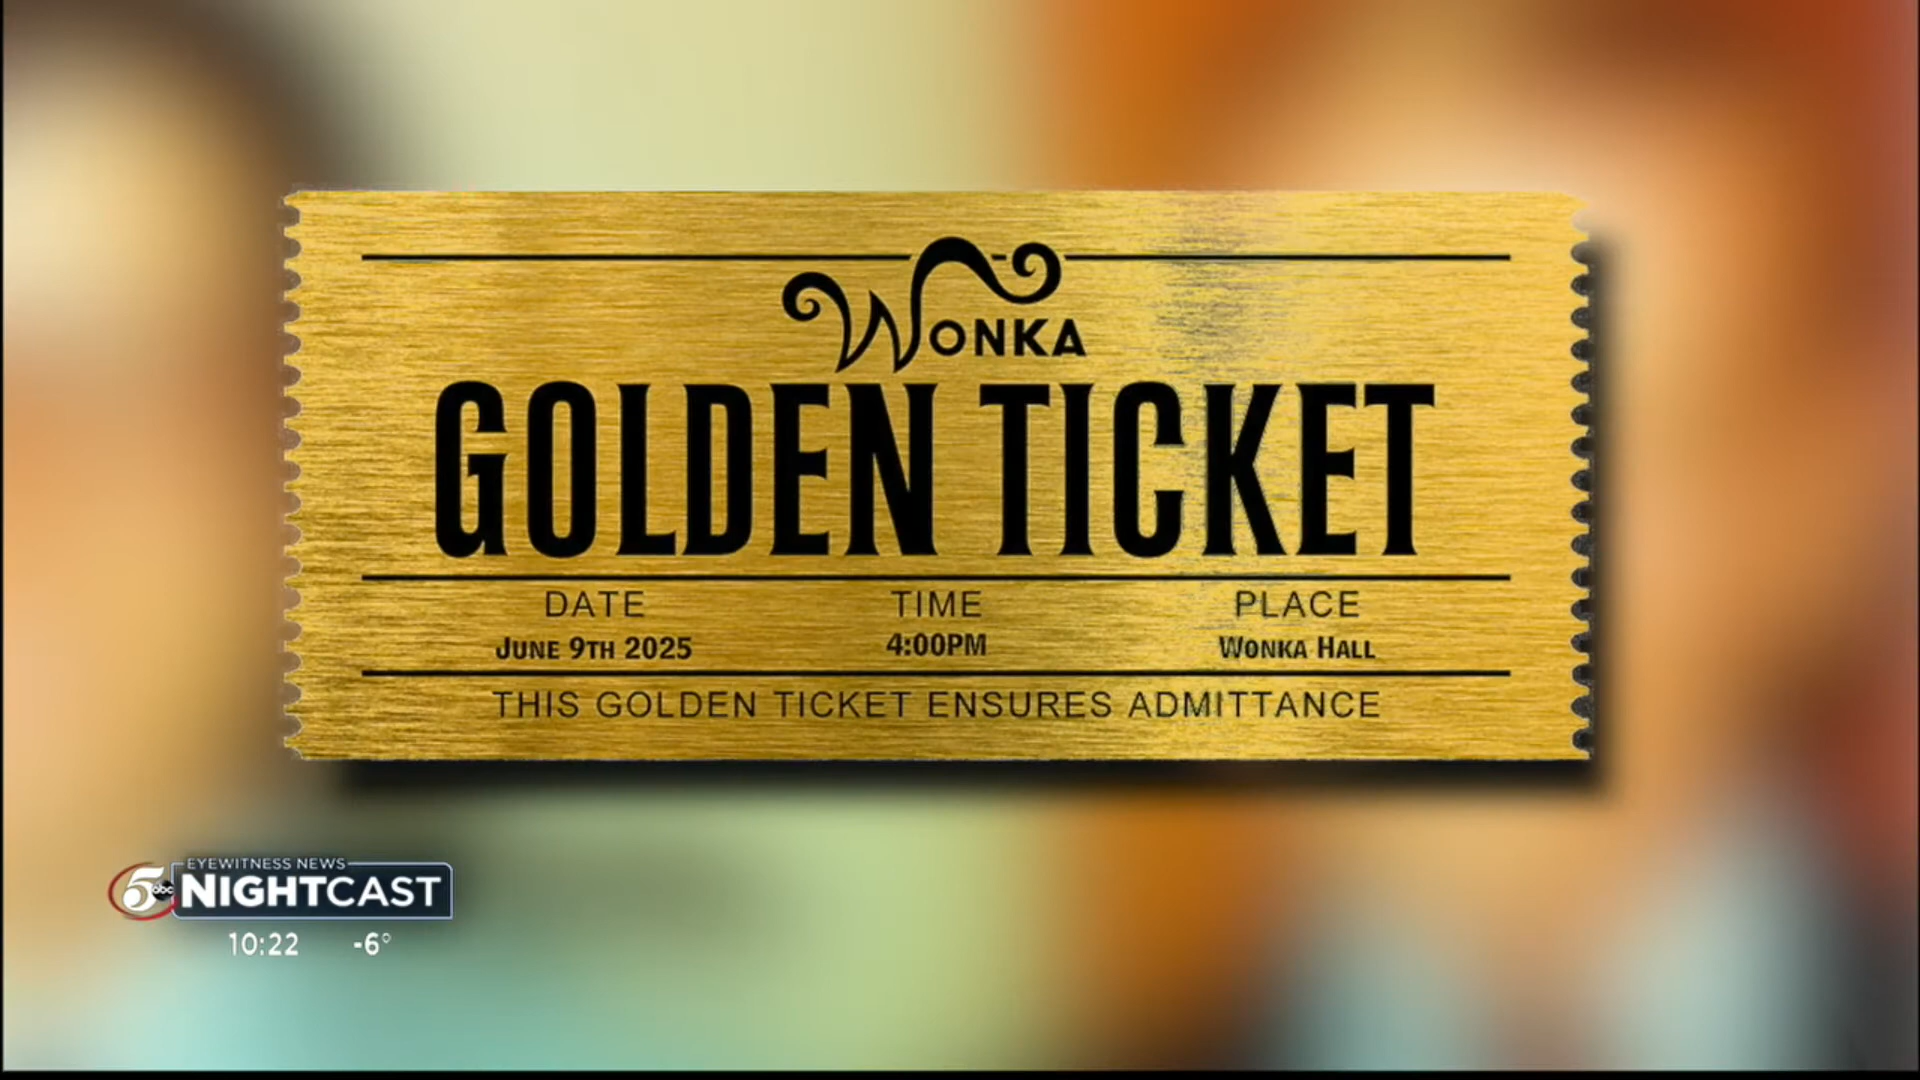 WONKA
GOLDEN TICKET
DATE TIME PLACE
JUNE 9TH 2025 4:00PM WONKA HALL
THIS GOLDEN TICKET ENSURES ADMITTANCE
EYEWITNESS NEWS
5 abc NIGHTCAST
10:22 -6°